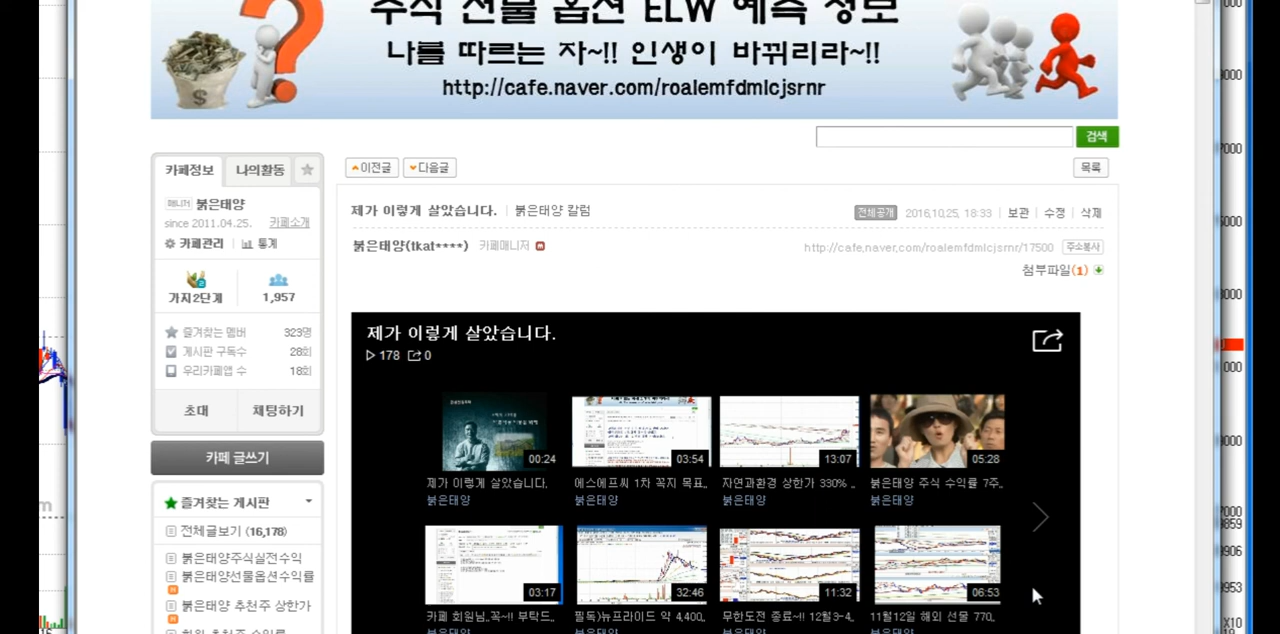 주식 선물 옵션 ELW 예측 정보
나를 따르는 자~!! 인생이 바뀌리라~!!
http://cafe.naver.com/roalemfdmlcjsrnr
검색
카페정보 나의활동
이전글 다음글 목록
매니저 붉은태양
since 2011.04.25. 카페소개
카페관리 통계
가지2단계 1,957
즐겨찾는 멤버 323명
게시판 구독수 28회
우리카페앱 수 18회
초대 채팅하기
카페 글쓰기
즐겨찾는 게시판
전체글보기 (16,178)
붉은태양주식실전수익
붉은태양선물옵션수익률
붉은태양 추천주 상한가
제가 이렇게 살았습니다. 붉은태양 칼럼 전체공개 2016.10.25. 18:33 보관 수정 삭제
붉은태양(tkat****) 카페매니저 http://cafe.naver.com/roalemfdmlcjsrnr/17500 주소복사
첨부파일(1)
제가 이렇게 살았습니다.
178 0
00:24 03:54 13:07 05:28
제가 이렇게 살았습니다. 에스에프씨 1차 꼭지 목표.. 자연과환경 상한가 330%.. 붉은태양 주식 수익률 7주..
붉은태양 붉은태양 붉은태양 붉은태양
03:17 32:46 11:32 06:53
카페 회원님..꼭~!! 부탁드.. 필독)뉴프라이드 약 4,400.. 무한도전 종료~!! 12월3~4.. 11월12일 해외 선물 770..
9859
9906
9953
X10